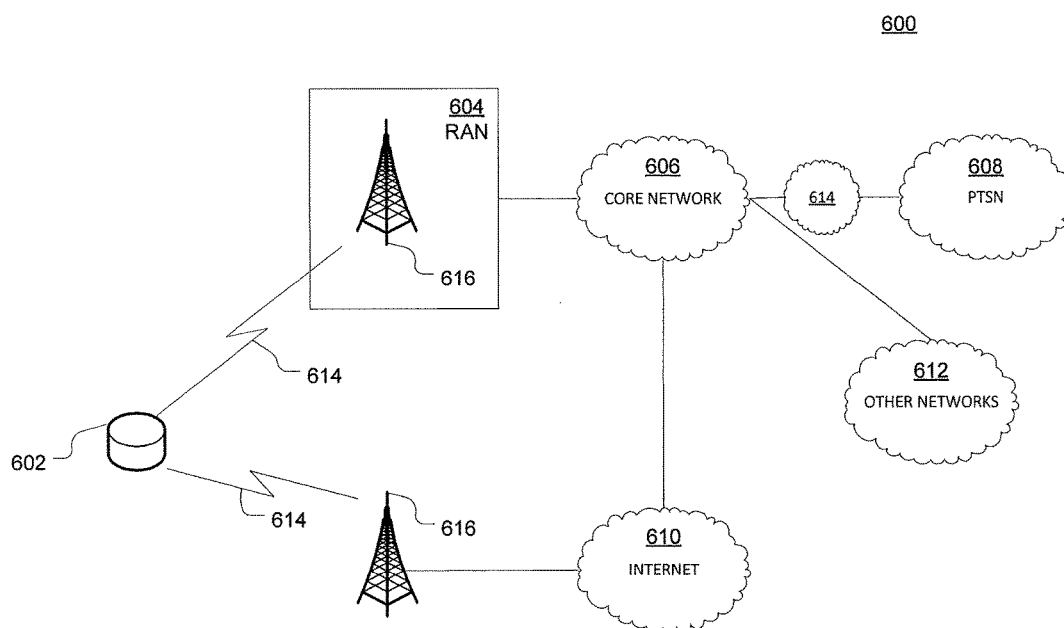 600
604
RAN
606
CORE NETWORK
614
608
PTSN
616
614
612
OTHER NETWORKS
602
614
616
610
INTERNET